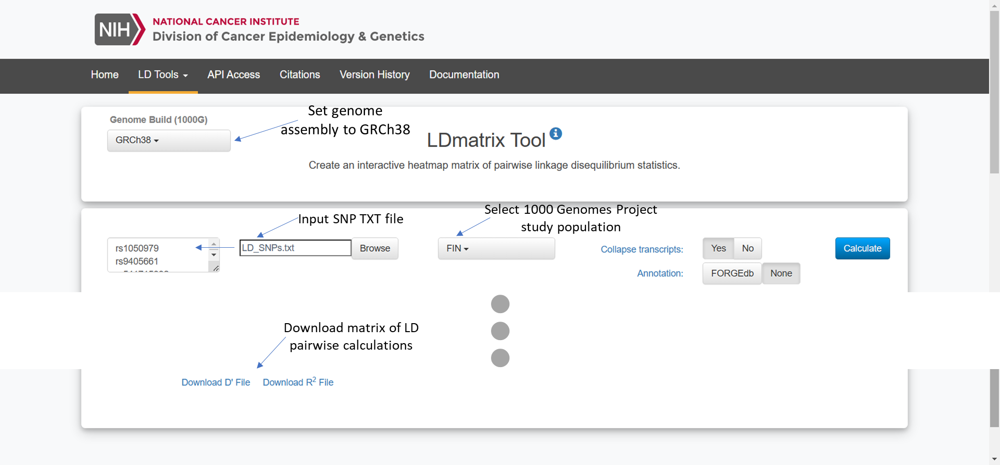 NIH
NATIONAL CANCER INSTITUTE
Division of Cancer Epidemiology & Genetics
Home LD Tools API Access Citations Version History Documentation
Genome Build (1000G)
GRCh38
Set genome
assembly to GRCh38
LDmatrix Tool
Create an interactive heatmap matrix of pairwise linkage disequilibrium statistics.
Input SNP TXT file
Select 1000 Genomes Project
study population
rs1050979
rs9405661
LD_SNPs.txt
Browse
FIN
Collapse transcripts:
Yes No
Calculate
Annotation:
FORGEdb None
Download matrix of LD
pairwise calculations
Download D' File Download R² File